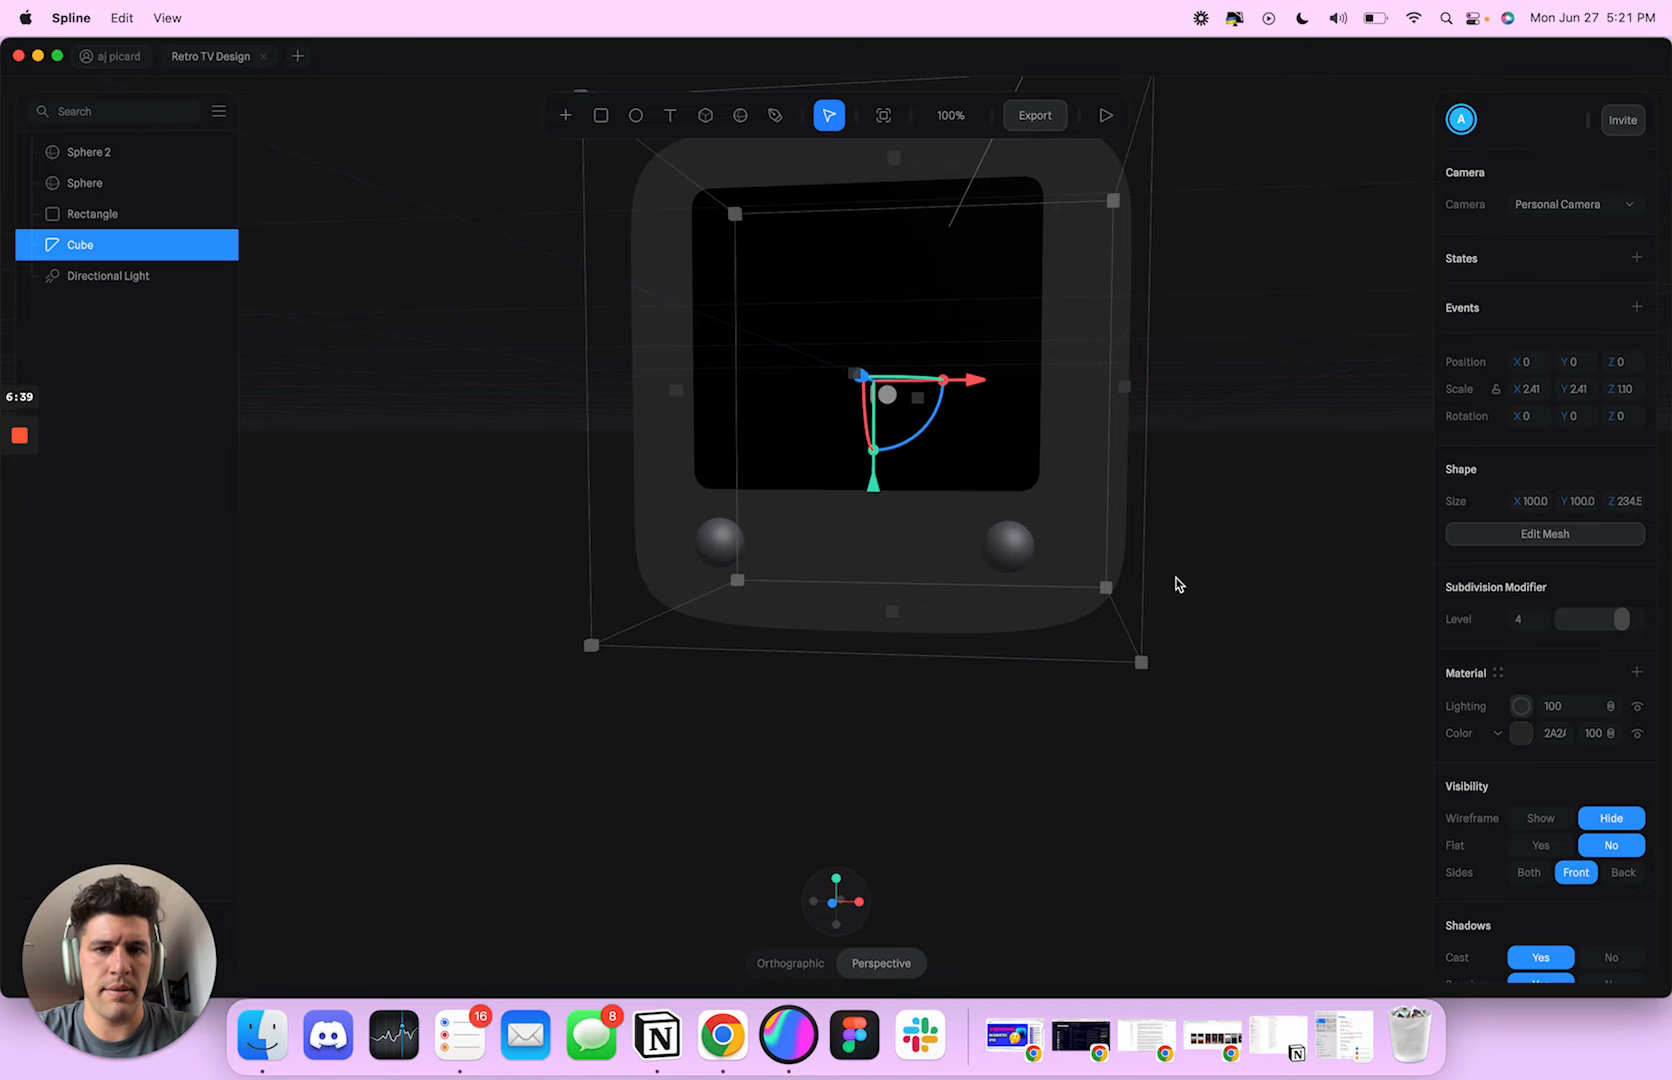 Spline Edit View
Mon Jun 27 5:21 PM
aj picard
Retro TV Design
Search
100%
Export
A
Invite
Sphere 2
Sphere
Rectangle
Cube
Directional Light
6:39
Camera
Camera Personal Camera
States
Events
Position X 0 Y 0 Z 0
Scale X 2.41 Y 2.41 Z 1.10
Rotation X 0 Y 0 Z 0
Shape
Size X 100.0 Y 100.0 Z 234.5
Edit Mesh
Subdivision Modifier
Level 4
Material
Lighting 100
Color 2A2A 100
Visibility
Wireframe Show Hide
Flat Yes No
Sides Both Front Back
Shadows
Cast Yes No
Orthographic Perspective
16
8